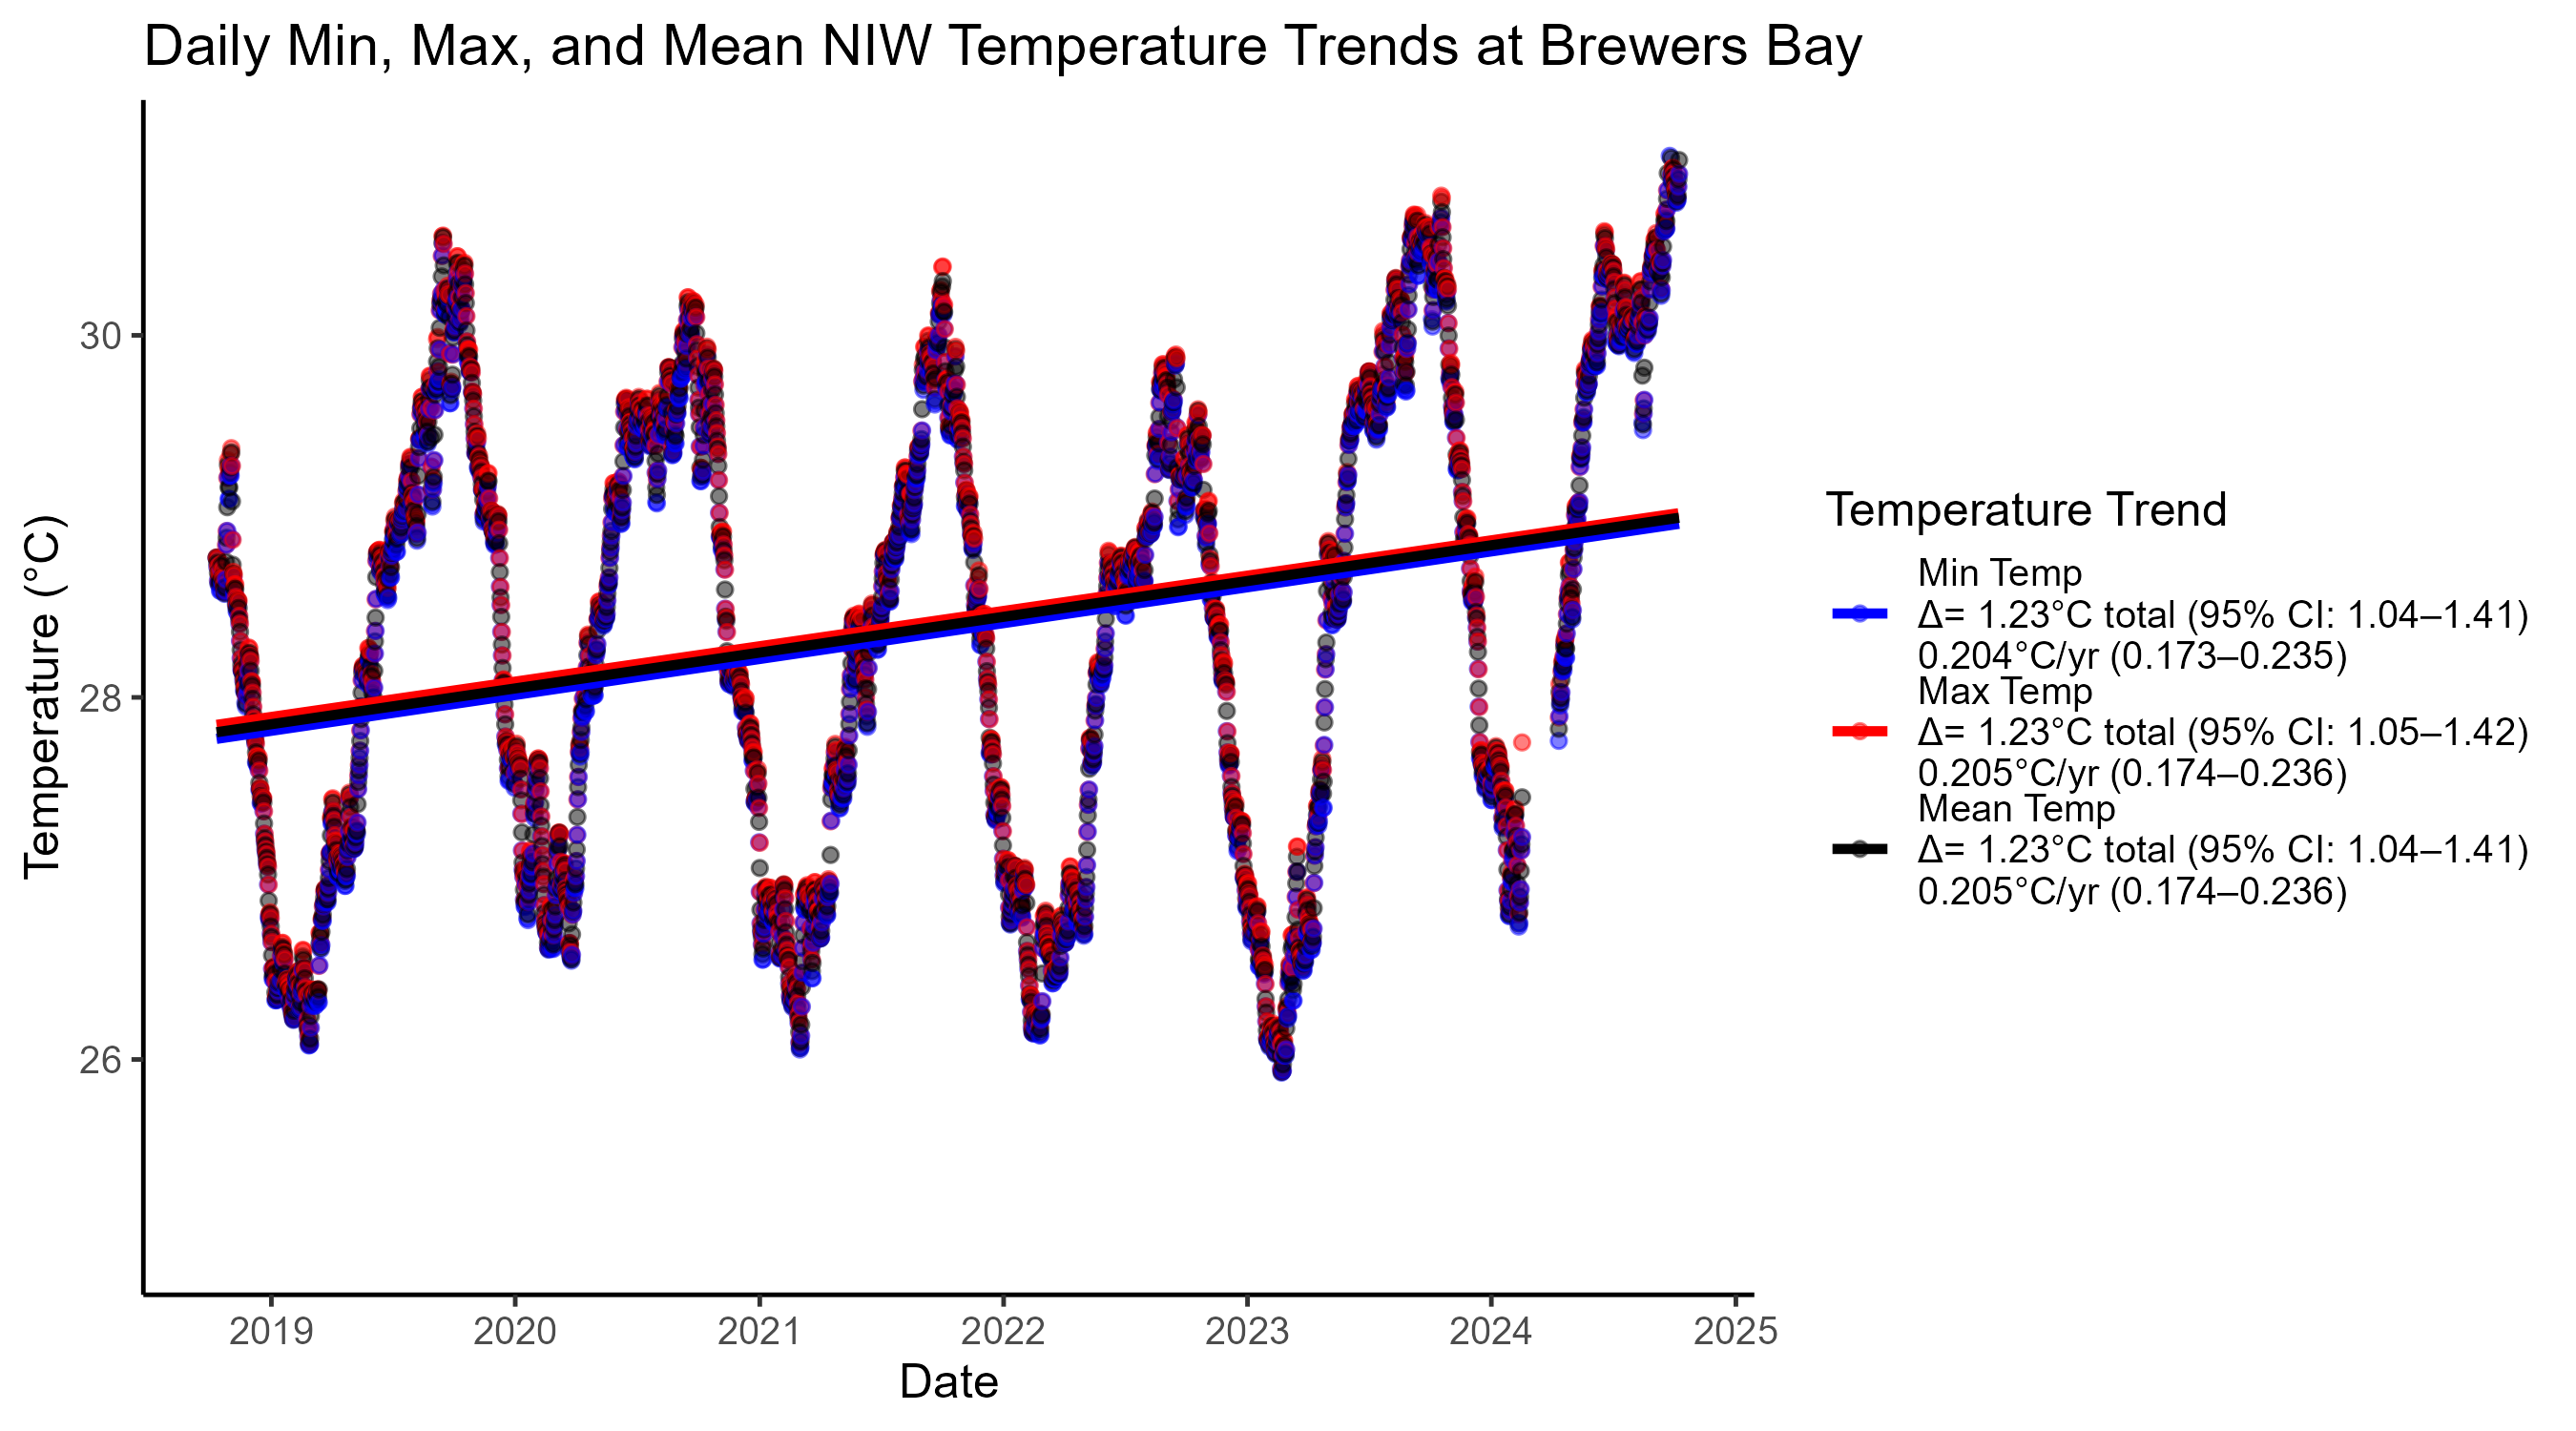 Daily Min, Max, and Mean NIW Temperature Trends at Brewers Bay
Temperature (°C)
30
28
26
2019
2020
2021
2022
2023
2024
2025
Date
Temperature Trend
Min Temp
Δ= 1.23°C total (95% CI: 1.04–1.41)
0.204°C/yr (0.173–0.235)
Max Temp
Δ= 1.23°C total (95% CI: 1.05–1.42)
0.205°C/yr (0.174–0.236)
Mean Temp
Δ= 1.23°C total (95% CI: 1.04–1.41)
0.205°C/yr (0.174–0.236)